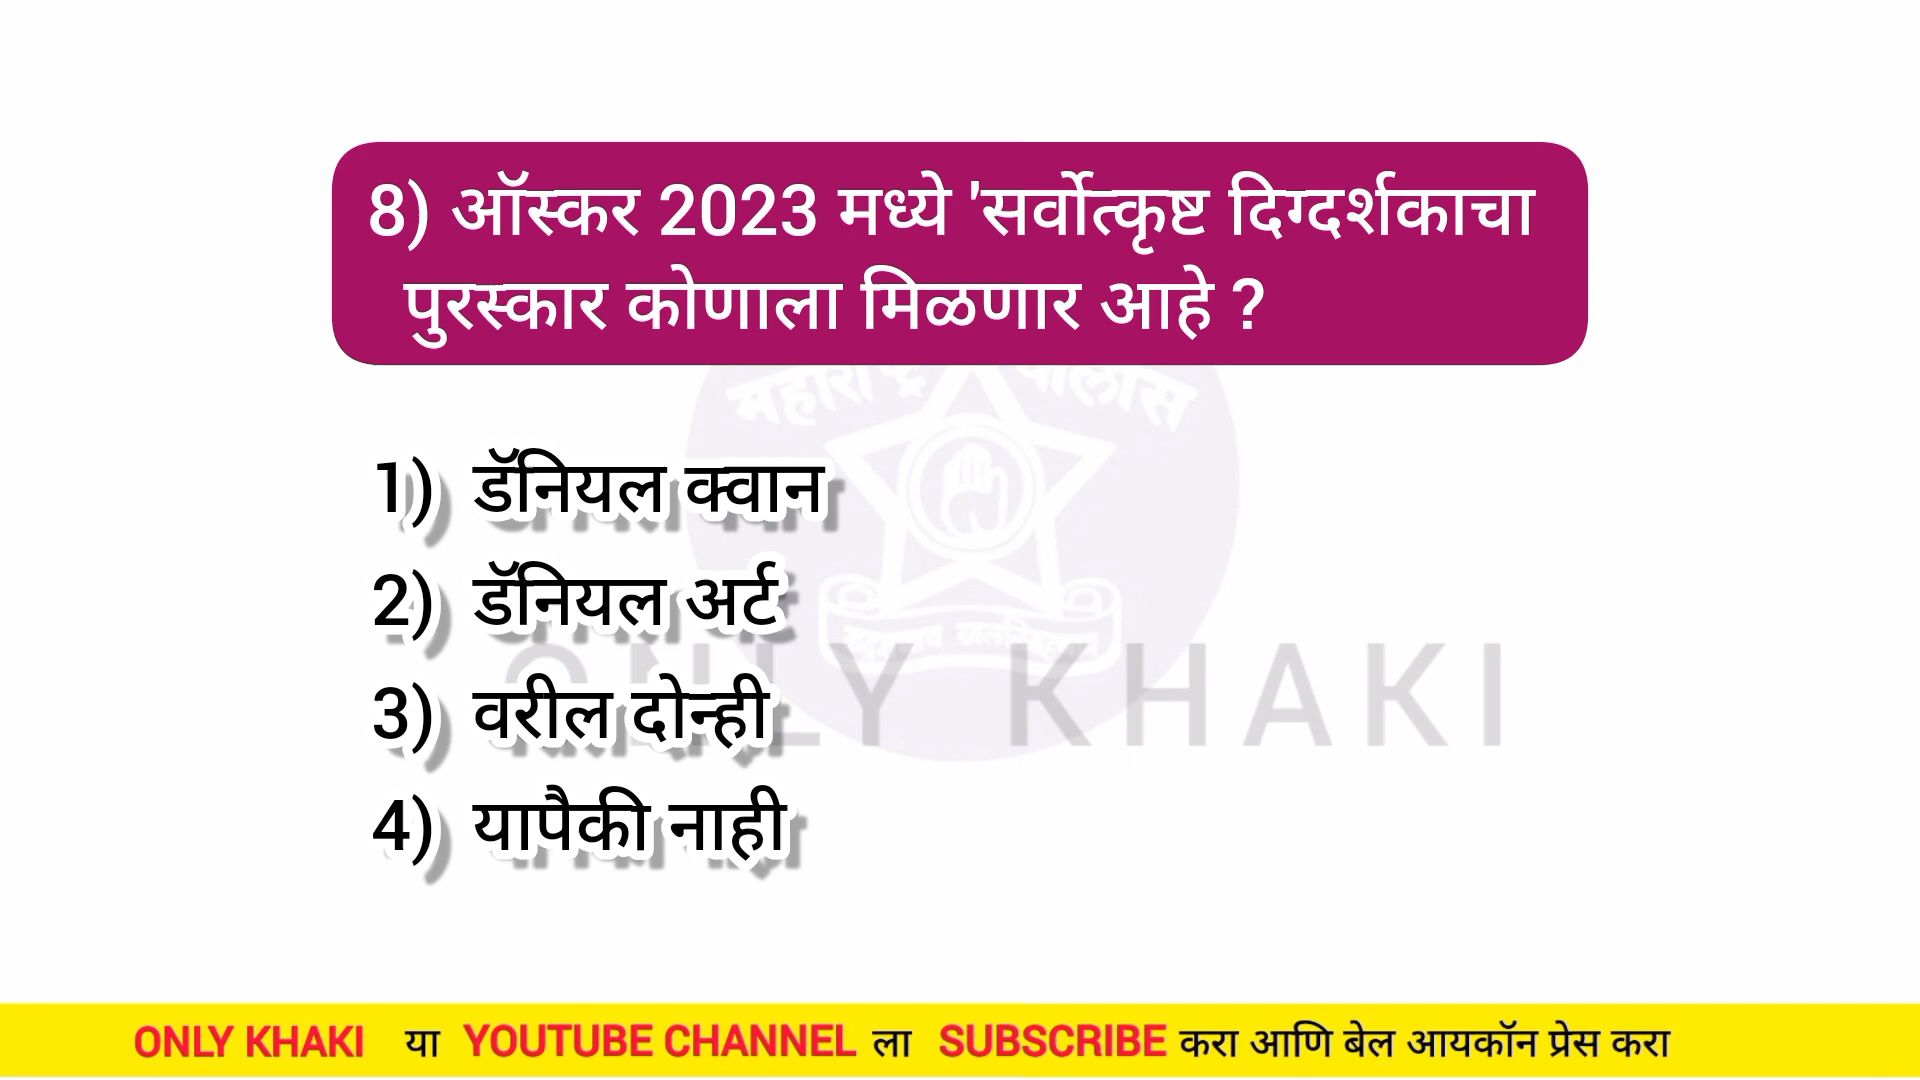 8) ऑस्कर 2023 मध्ये 'सर्वोत्कृष्ट दिग्दर्शकाचा
पुरस्कार कोणाला मिळणार आहे ?
1) डॅनियल क्वान
2) डॅनियल अर्ट
3) वरील दोन्ही
4) यापैकी नाही
ONLY KHAKI
ONLY KHAKI या YOUTUBE CHANNEL ला SUBSCRIBE करा आणि बेल आयकॉन प्रेस करा